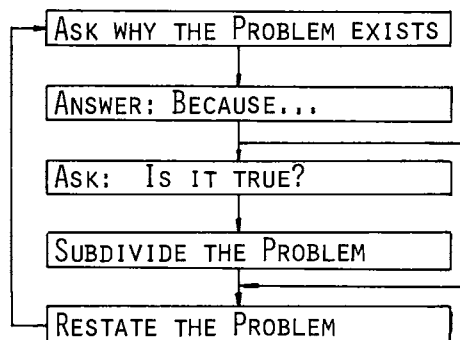 ASK WHY THE PROBLEM EXISTS
ANSWER: BECAUSE...
ASK: IS IT TRUE?
SUBDIVIDE THE PROBLEM
RESTATE THE PROBLEM